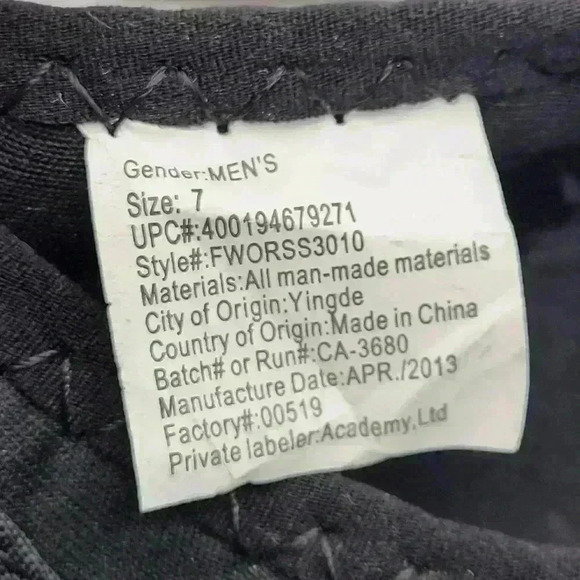 Gender:MEN'S
Size: 7
UPC#:400194679271
Style#:FWORSS3010
Materials:All man-made materials
City of Origin:Yingde
Country of Origin:Made in China
Batch# or Run#:CA-3680
Manufacture Date:APR./2013
Factory#:00519
Private labeler:Academy,Ltd